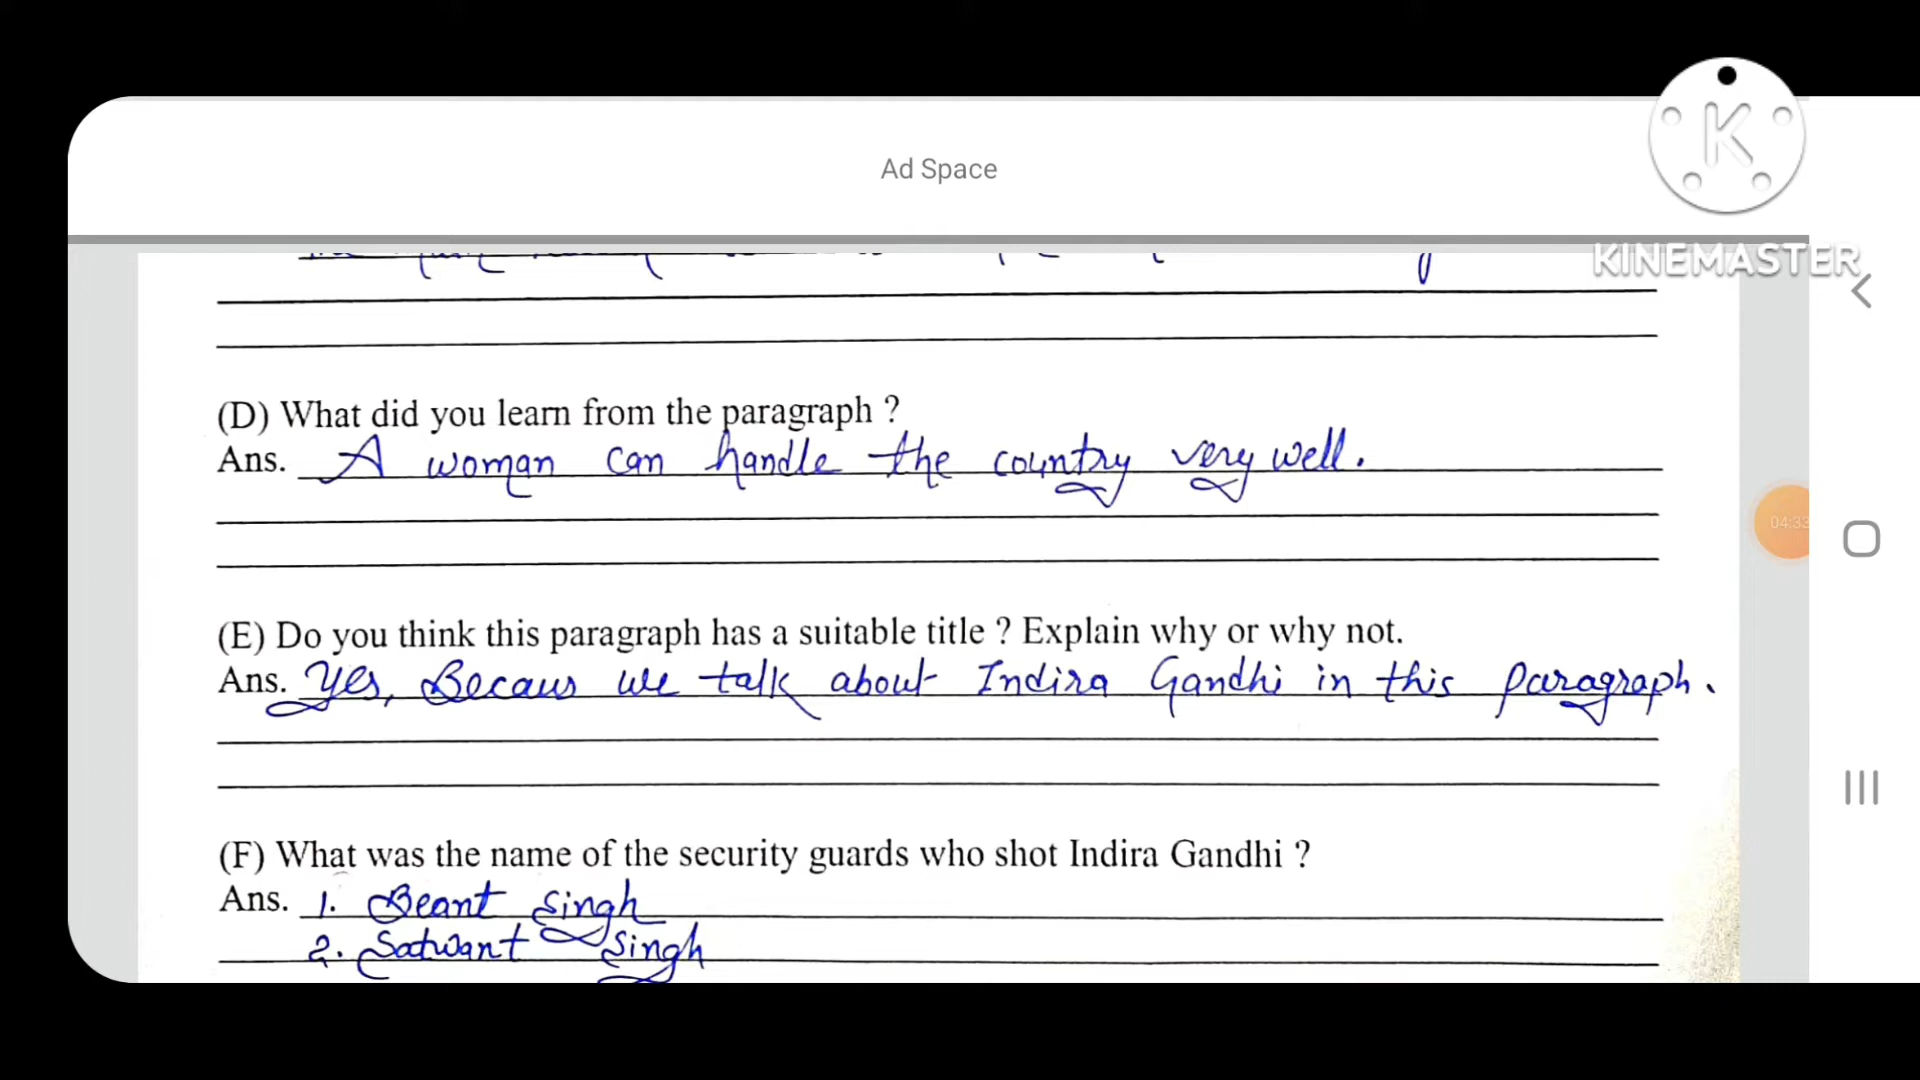 Ad Space
KINEMASTER
(D) What did you learn from the paragraph ?
Ans. A woman can handle the country very well.
04:33
(E) Do you think this paragraph has a suitable title ? Explain why or why not.
Ans. Yes, Becaus we talk about Indira Gandhi in this paragraph.
(F) What was the name of the security guards who shot Indira Gandhi ?
Ans. 1. Beant Singh
2. Satwant Singh